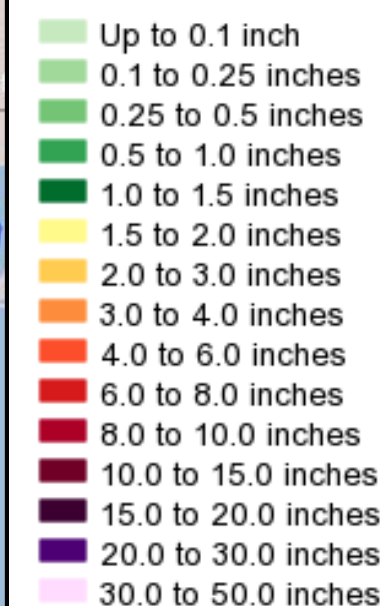 Up to 0.1 inch
0.1 to 0.25 inches
0.25 to 0.5 inches
0.5 to 1.0 inches
1.0 to 1.5 inches
1.5 to 2.0 inches
2.0 to 3.0 inches
3.0 to 4.0 inches
4.0 to 6.0 inches
6.0 to 8.0 inches
8.0 to 10.0 inches
10.0 to 15.0 inches
15.0 to 20.0 inches
20.0 to 30.0 inches
30.0 to 50.0 inches